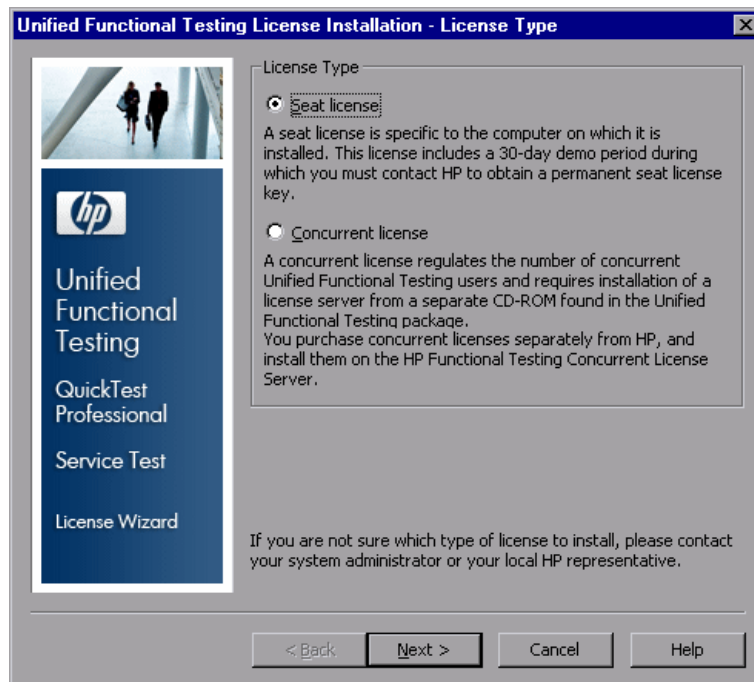 Unified Functional Testing License Installation - License Type
hp
Unified
Functional
Testing
QuickTest
Professional
Service Test
License Wizard
License Type
Seat license
A seat license is specific to the computer on which it is
installed. This license includes a 30-day demo period during
which you must contact HP to obtain a permanent seat license
key.
Concurrent license
A concurrent license regulates the number of concurrent
Unified Functional Testing users and requires installation of a
license server from a separate CD-ROM found in the Unified
Functional Testing package.
You purchase concurrent licenses separately from HP, and
install them on the HP Functional Testing Concurrent License
Server.
If you are not sure which type of license to install, please contact
your system administrator or your local HP representative.
< Back
Next >
Cancel
Help